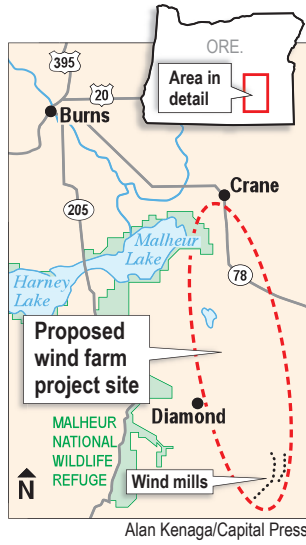 ORE.
Area in
detail
395
20
Burns
Crane
205
Malheur
Lake
78
Harney
Lake
Proposed
wind farm
project site
Diamond
MALHEUR
NATIONAL
WILDLIFE
REFUGE
Wind mills
N
Alan Kenaga/Capital Press